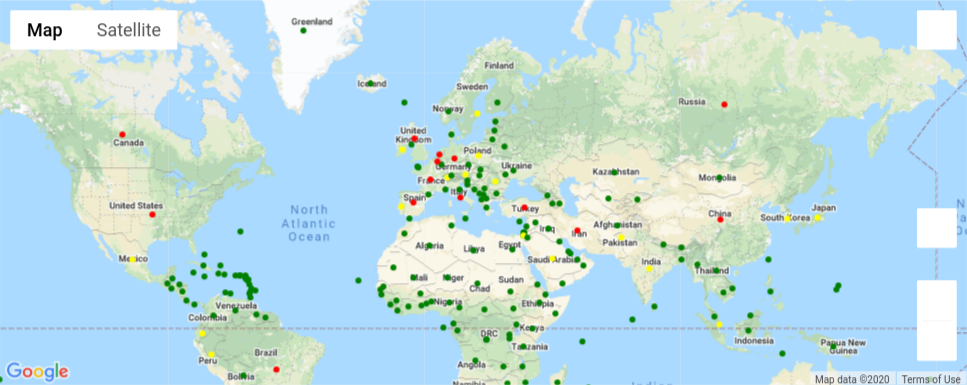 Map Satellite
Greenland
Iceland
Finland
Sweden
Norway
Russia
Canada
United
Kingdom
Poland
Germany
Ukraine
Kazakhstan
Mongolia
France
Italy
Spain
Turkey
United States
North
Atlantic
Ocean
China
South Korea
Japan
Afghanistan
Iraq
Iran
Pakistan
Algeria
Libya
Egypt
Saudi Arabia
India
Mexico
Mali
Niger
Chad
Sudan
Thailand
Nigeria
Ethiopia
Venezuela
Colombia
Kenya
DRC
Tanzania
Indonesia
Papua New
Guinea
Peru
Brazil
Angola
Bolivia
Namibia
Google
Map data ©2020 Terms of Use